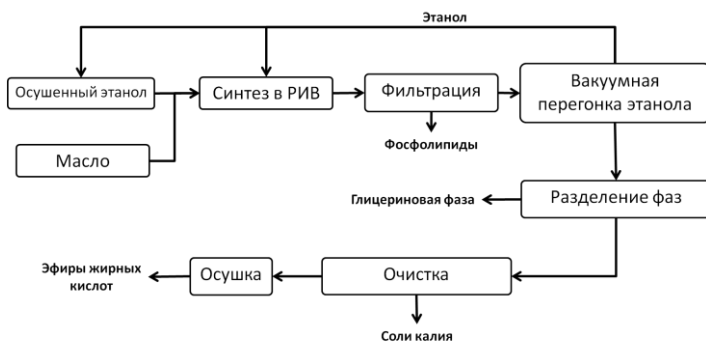 Этанол
Осушенный этанол
Синтез в РИВ
Фильтрация
Вакуумная
перегонка этанола
Масло
Фосфолипиды
Глицериновая фаза
Разделение фаз
Эфиры жирных
кислот
Осушка
Очистка
Соли калия